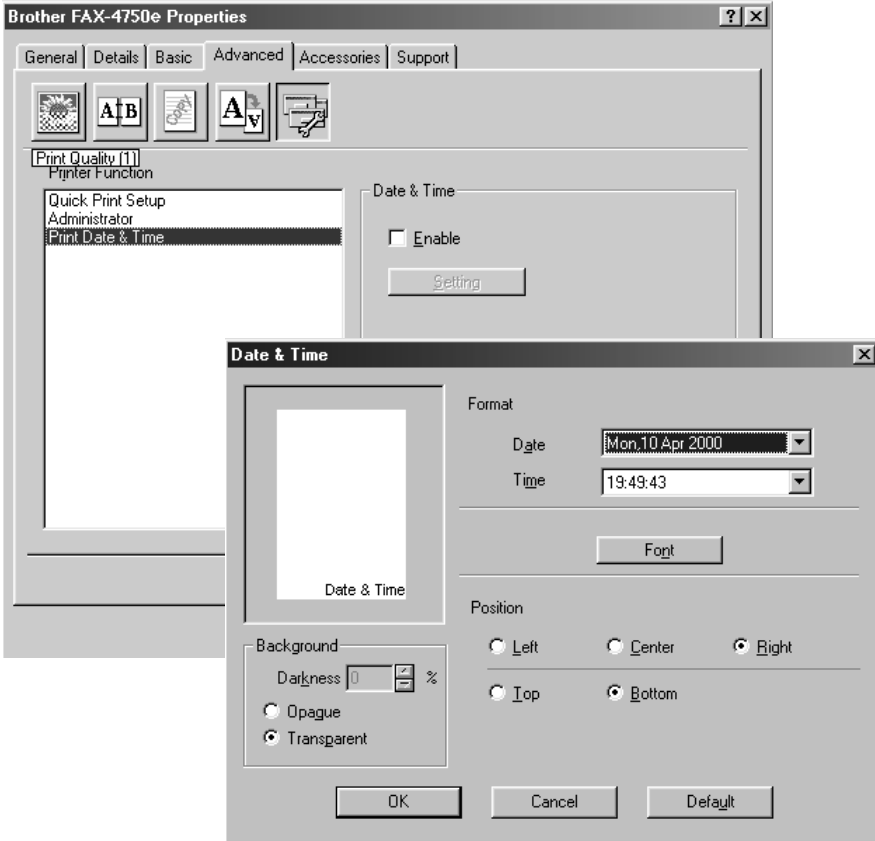 Brother FAX-4750e Properties
General Details Basic Advanced Accessories Support
A B
Copy
A A
Print Quality (1)
Printer Function
Quick Print Setup
Administrator
Print Date & Time
Date & Time
Enable
Setting
Date & Time
Date & Time
Format
Date Mon,10 Apr 2000
Time 19:49:43
Font
Position
Left Center Right
Top Bottom
Background
Darkness 0 %
Opague
Transparent
OK Cancel Default